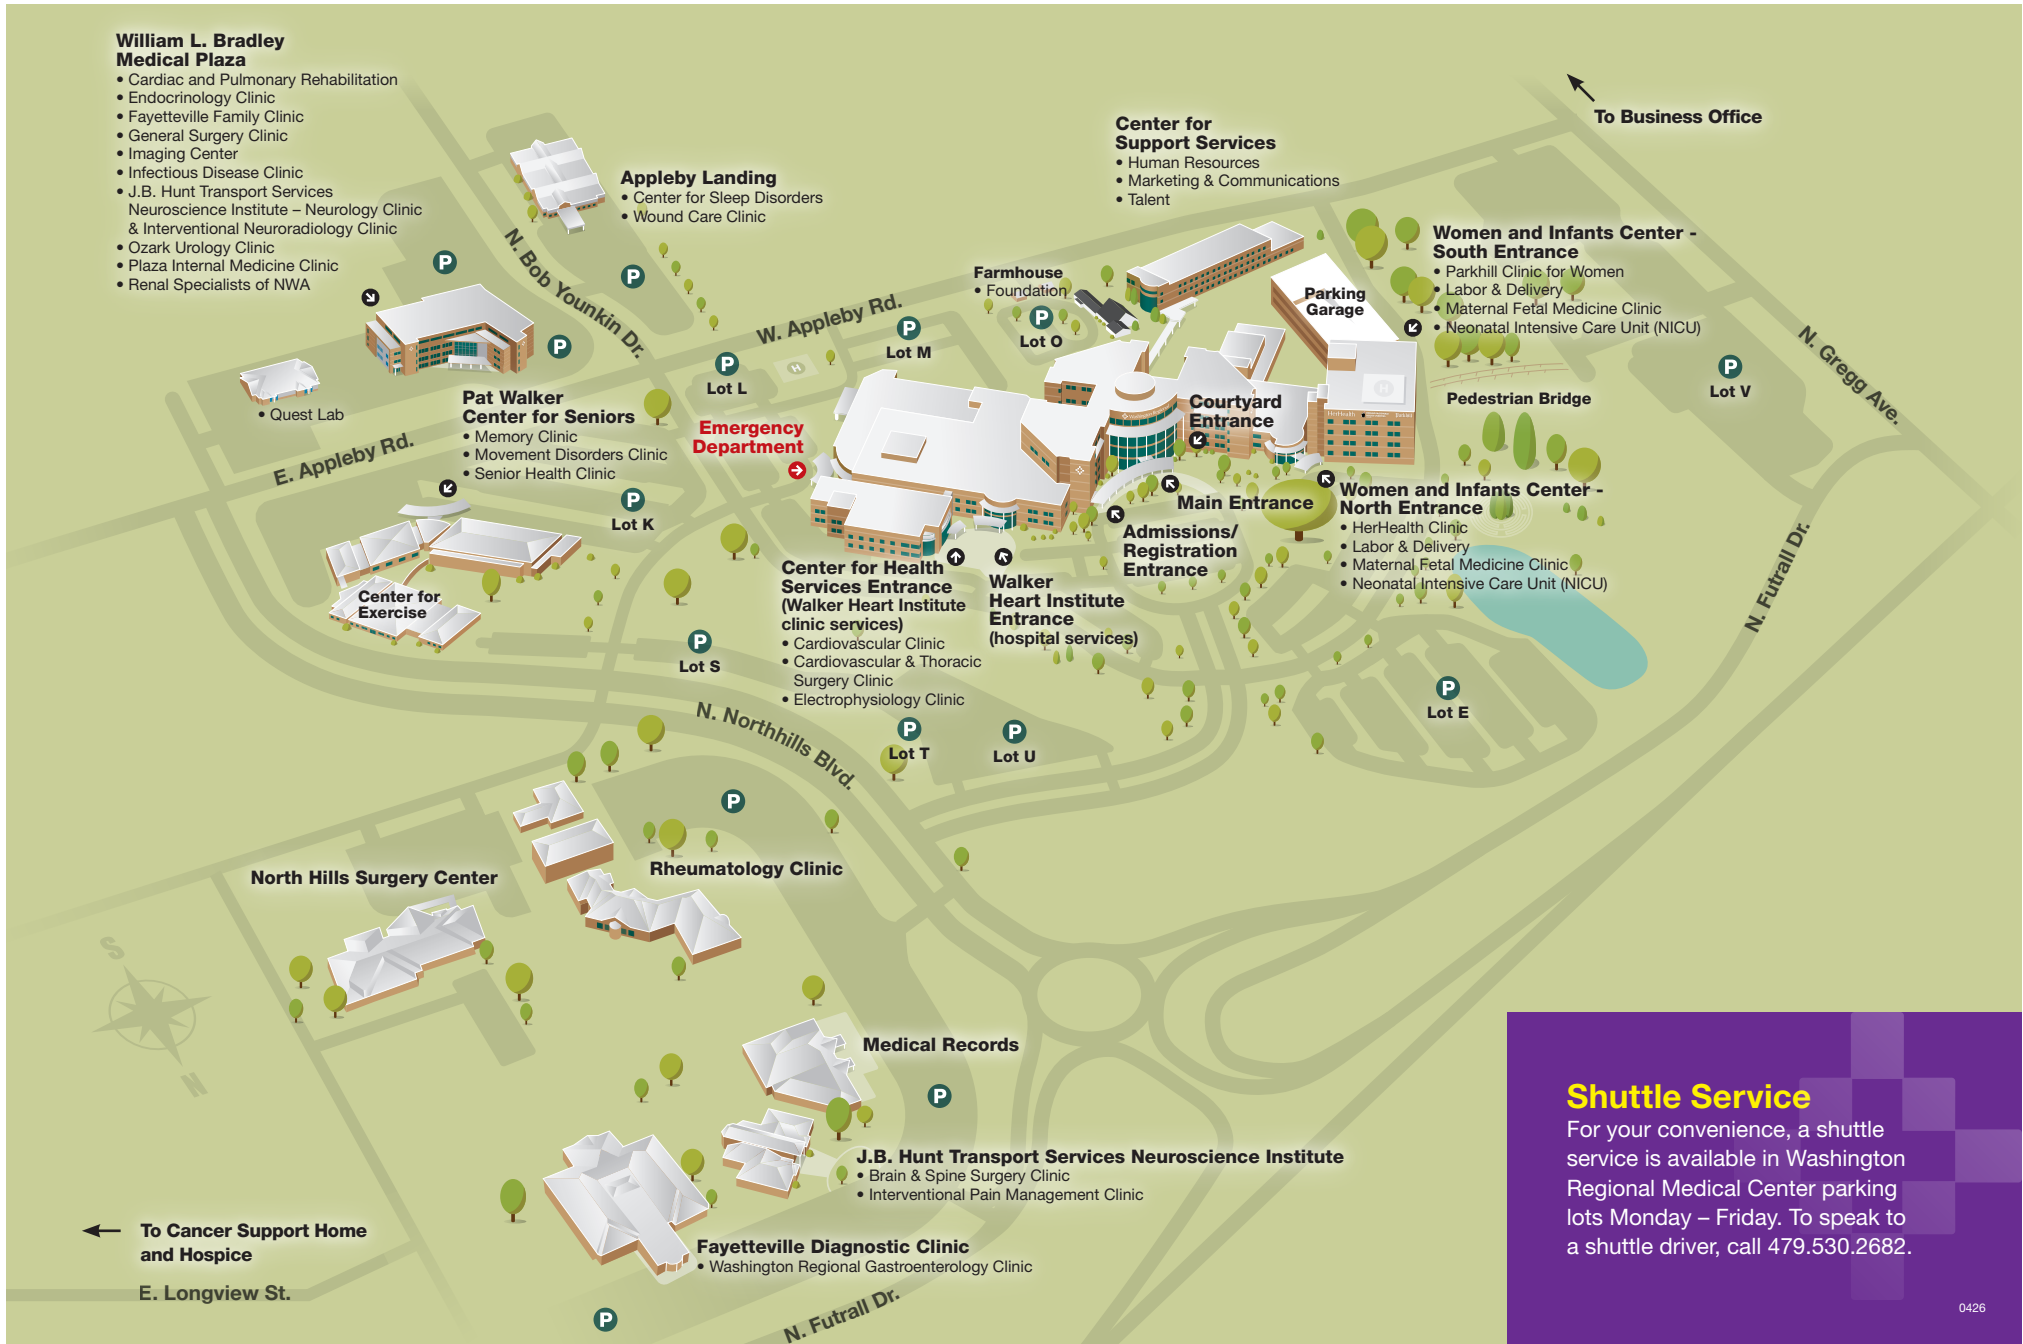 William L. Bradley
Medical Plaza
• Cardiac and Pulmonary Rehabilitation
• Endocrinology Clinic
• Fayetteville Family Clinic
• General Surgery Clinic
• Imaging Center
• Infectious Disease Clinic
• J.B. Hunt Transport Services
Neuroscience Institute – Neurology Clinic
& Interventional Neuroradiology Clinic
• Ozark Urology Clinic
• Plaza Internal Medicine Clinic
• Renal Specialists of NWA
P
P
Appleby Landing
• Center for Sleep Disorders
• Wound Care Clinic
P
N. Bob Younkin Dr.
To Business Office
Center for
Support Services
• Human Resources
• Marketing & Communications
• Talent
Women and Infants Center -
South Entrance
• Parkhill Clinic for Women
• Labor & Delivery
• Maternal Fetal Medicine Clinic
• Neonatal Intensive Care Unit (NICU)
Farmhouse
• Foundation
P
Lot O
Parking
Garage
W. Appleby Rd.
P
Lot M
P
Lot L
H
H
HerHealth
P
Lot V
N. Gregg Ave.
Pedestrian Bridge
• Quest Lab
E. Appleby Rd.
Pat Walker
Center for Seniors
• Memory Clinic
• Movement Disorders Clinic
• Senior Health Clinic
P
Lot K
Emergency
Department
Courtyard
Entrance
Main Entrance
Admissions/
Registration
Entrance
Women and Infants Center -
North Entrance
• HerHealth Clinic
• Labor & Delivery
• Maternal Fetal Medicine Clinic
• Neonatal Intensive Care Unit (NICU)
N. Futrall Dr.
Center for
Exercise
Center for Health
Services Entrance
(Walker Heart Institute
clinic services)
• Cardiovascular Clinic
• Cardiovascular & Thoracic
Surgery Clinic
• Electrophysiology Clinic
Walker
Heart Institute
Entrance
(hospital services)
P
Lot S
P
Lot E
N. Northhills Blvd.
P
Lot T
P
Lot U
P
Rheumatology Clinic
North Hills Surgery Center
S
N
Medical Records
P
J.B. Hunt Transport Services Neuroscience Institute
• Brain & Spine Surgery Clinic
• Interventional Pain Management Clinic
To Cancer Support Home
and Hospice
E. Longview St.
Fayetteville Diagnostic Clinic
• Washington Regional Gastroenterology Clinic
P
N. Futrall Dr.
Shuttle Service
For your convenience, a shuttle
service is available in Washington
Regional Medical Center parking
lots Monday – Friday. To speak to
a shuttle driver, call 479.530.2682.
0426